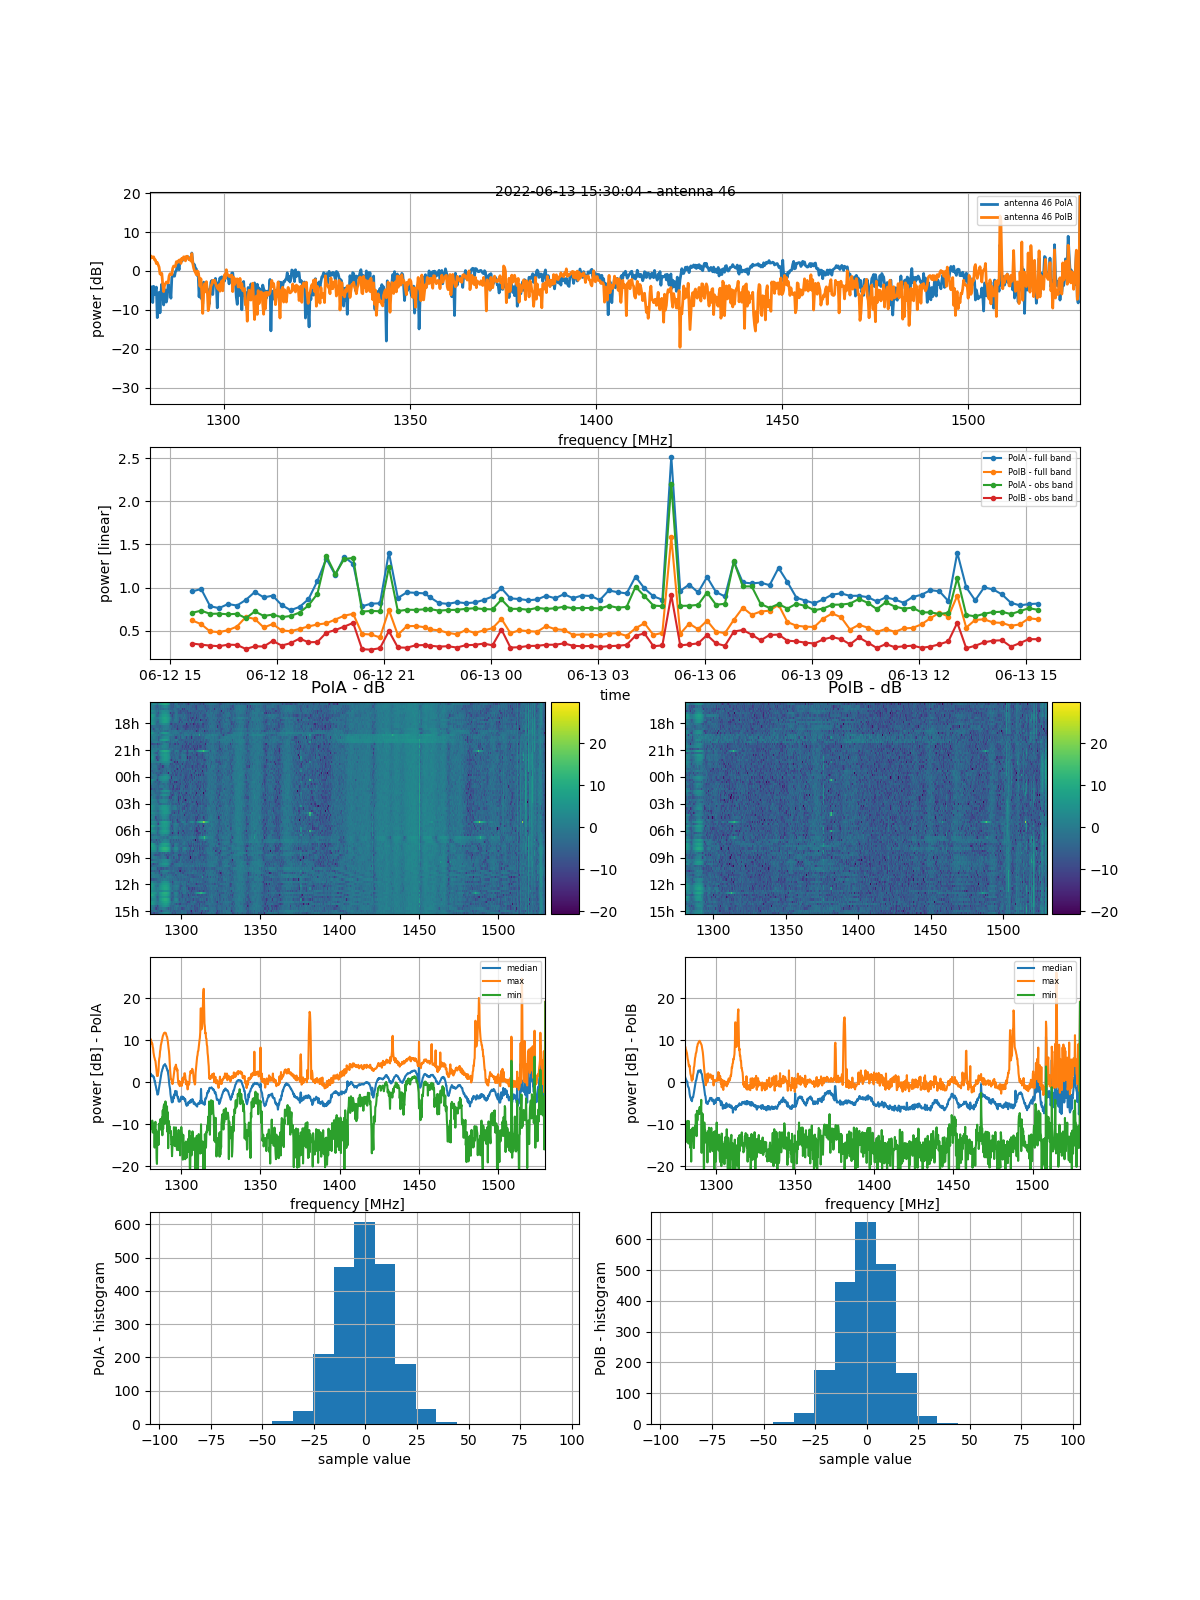 2022-06-13 15:30:04 - antenna 46
antenna 46 PolA
antenna 46 PolB
power [dB]
20
10
0
−10
−20
−30
1300
1350
1400
1450
1500
frequency [MHz]
PolA - full band
PolB - full band
PolA - obs band
PolB - obs band
power [linear]
2.5
2.0
1.5
1.0
0.5
06-12 15
06-12 18
06-12 21
06-13 00
06-13 03
06-13 06
06-13 09
06-13 12
06-13 15
time
PolA - dB
18h
21h
00h
03h
06h
09h
12h
15h
1300
1350
1400
1450
1500
20
10
0
−10
−20
PolB - dB
18h
21h
00h
03h
06h
09h
12h
15h
1300
1350
1400
1450
1500
20
10
0
−10
−20
median
max
min
power [dB] - PolA
20
10
0
−10
−20
1300
1350
1400
1450
1500
frequency [MHz]
median
max
min
power [dB] - PolB
20
10
0
−10
−20
1300
1350
1400
1450
1500
frequency [MHz]
PolA - histogram
600
500
400
300
200
100
0
−100
−75
−50
−25
0
25
50
75
100
sample value
PolB - histogram
600
500
400
300
200
100
0
−100
−75
−50
−25
0
25
50
75
100
sample value